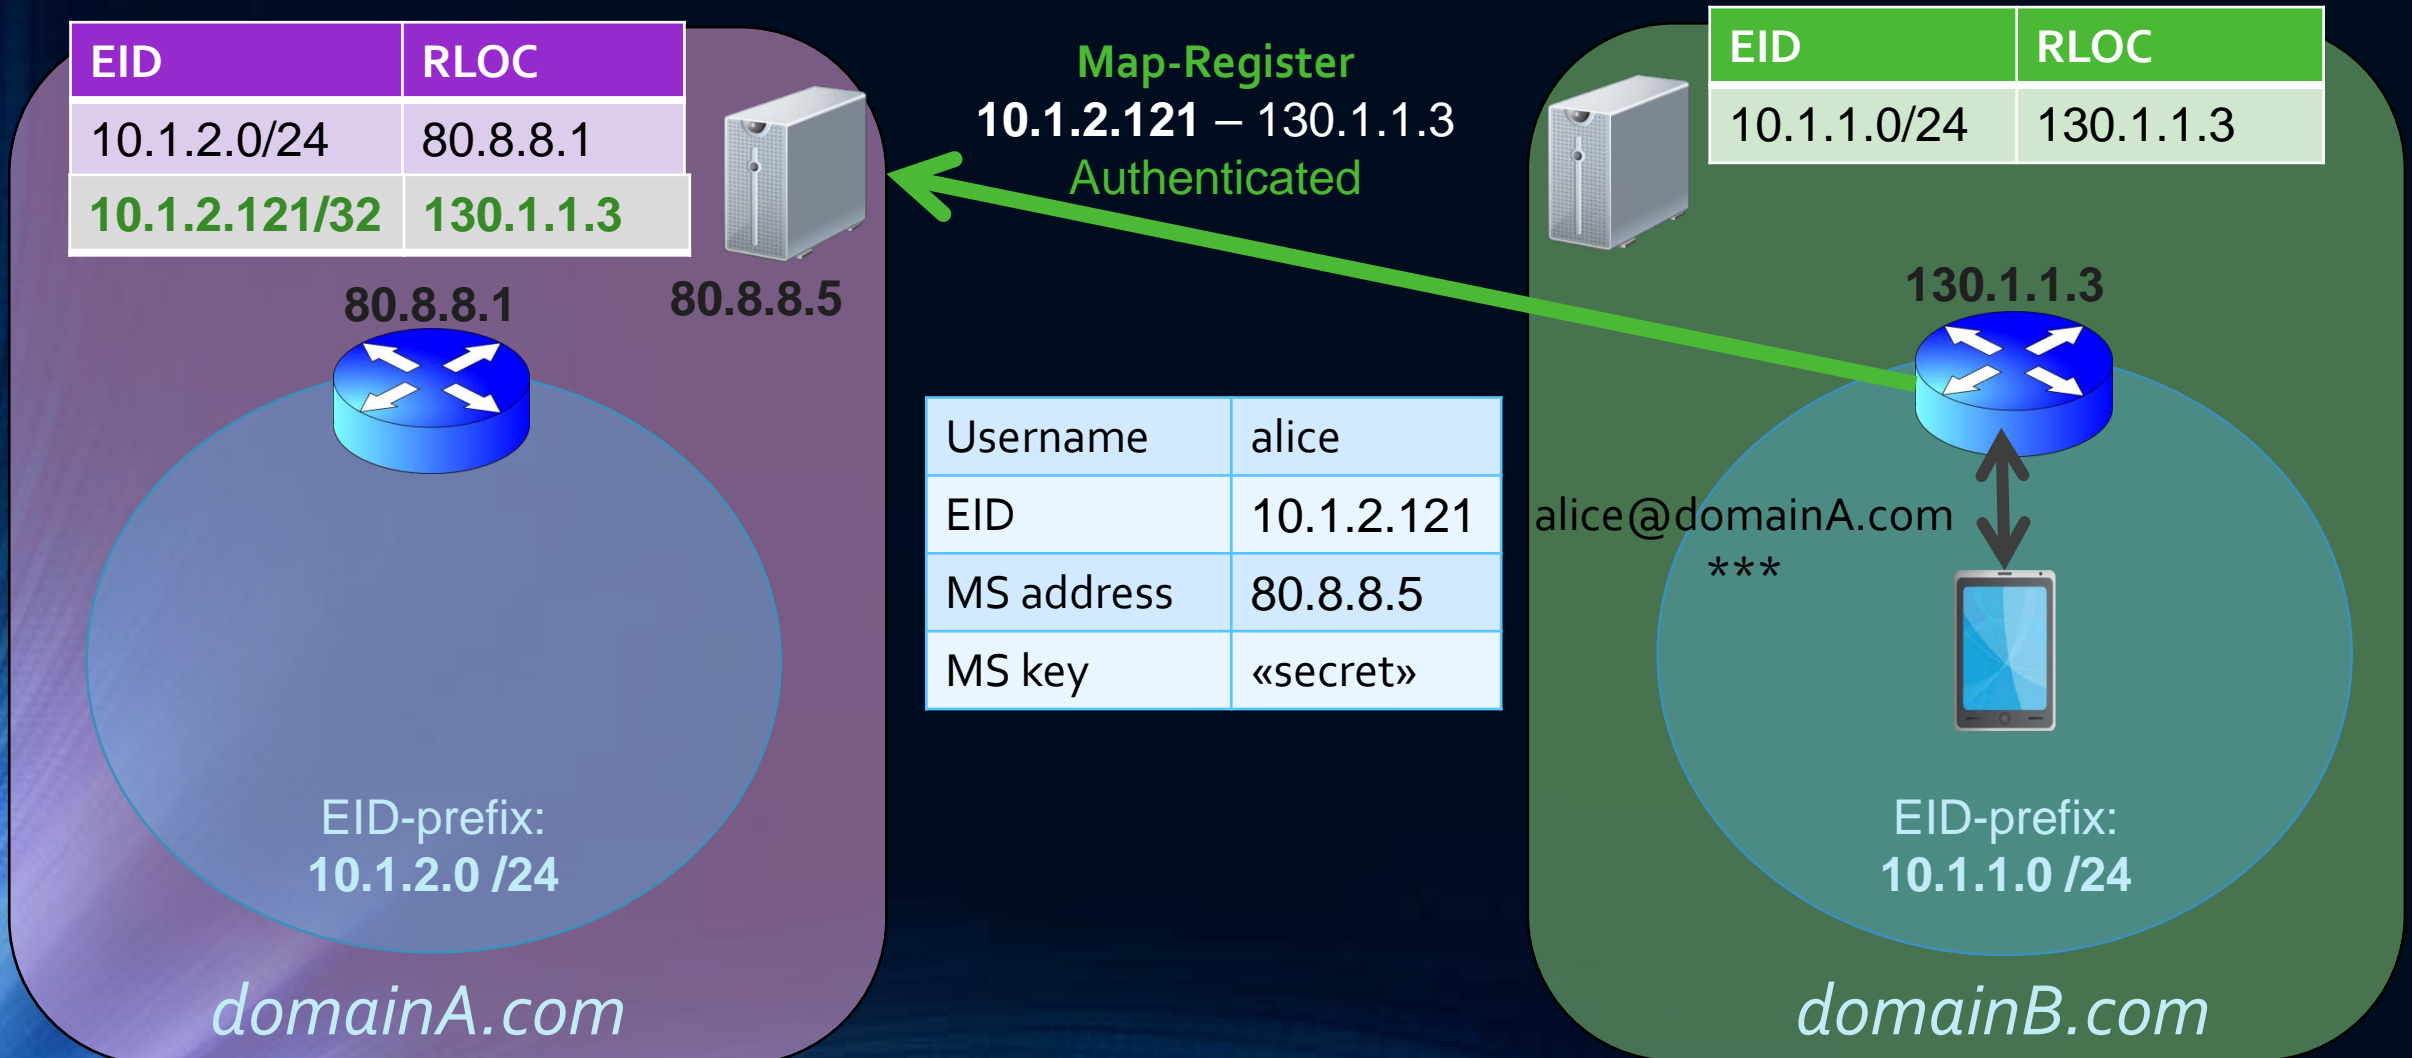 EID RLOC
10.1.2.0/24 80.8.8.1
10.1.2.121/32 130.1.1.3
80.8.8.1
80.8.8.5
EID-prefix:
10.1.2.0 /24
domainA.com
Map-Register
10.1.2.121 – 130.1.1.3
Authenticated
Username alice
EID 10.1.2.121
MS address 80.8.8.5
MS key «secret»
EID RLOC
10.1.1.0/24 130.1.1.3
130.1.1.3
alice@domainA.com
***
EID-prefix:
10.1.1.0 /24
domainB.com